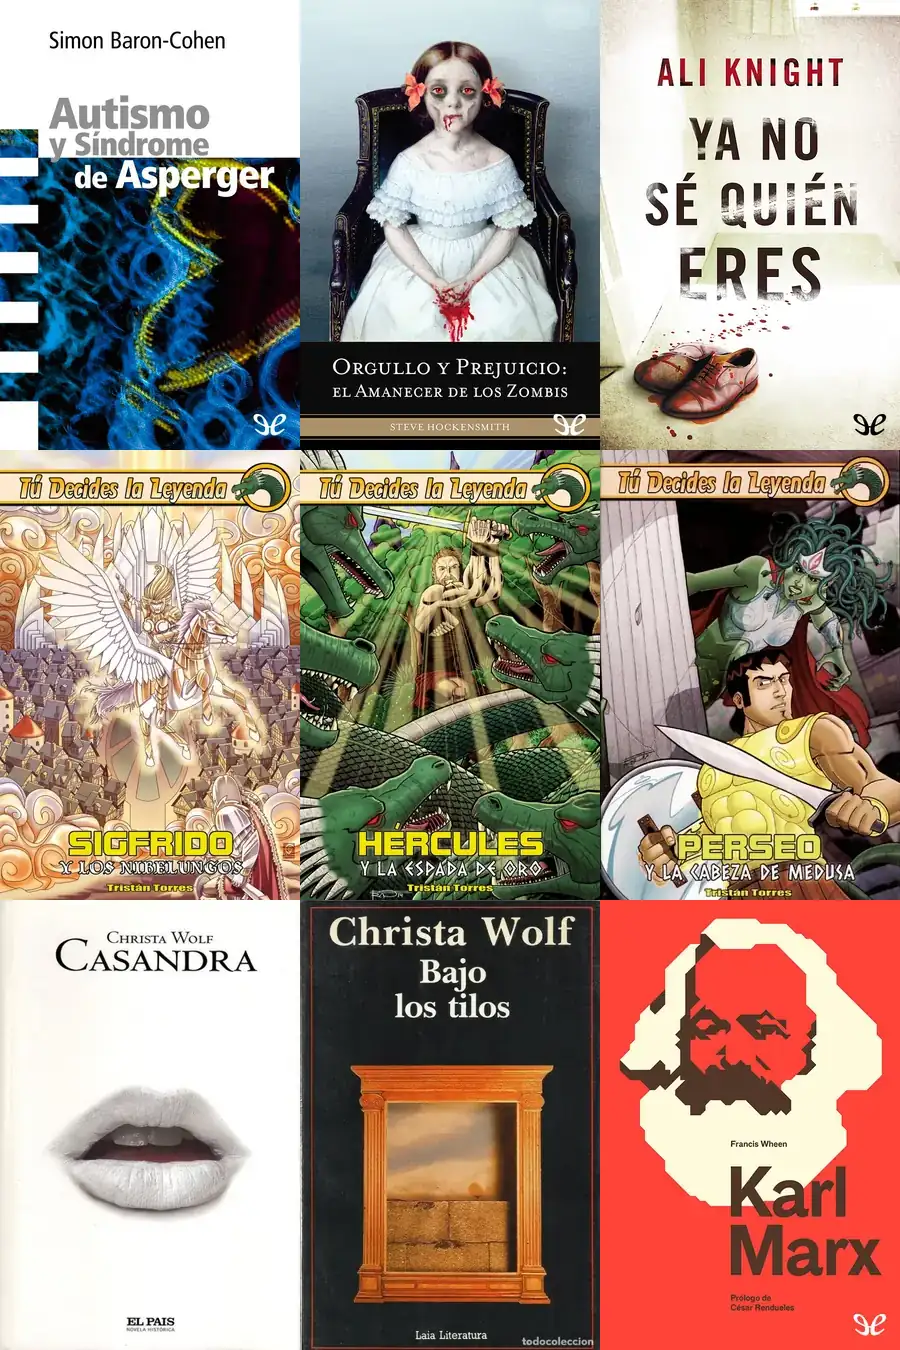 Simon Baron-Cohen
Autismo
y Síndrome
de Asperger
ORGULLO Y PREJUICIO:
EL AMANECER DE LOS ZOMBIS
STEVE HOCKENSMITH
ALI KNIGHT
YA NO
SÉ QUIÉN
ERES
Tú Decides la Leyenda
SIGFRIDO
Y LOS NIBELUNGOS
Tristán Torres
Tú Decides la Leyenda
HÉRCULES
Y LA ESPADA DE ORO
Tristán Torres
Tú Decides la Leyenda
PERSEO
Y LA CABEZA DE MEDUSA
Tristán Torres
CHRISTA WOLF
CASANDRA
EL PAIS
NOVELA HISTÓRICA
Christa Wolf
Bajo
los tilos
Laia Literatura
todocoleccion
Francis Wheen
Karl
Marx
Prólogo de
César Rendueles